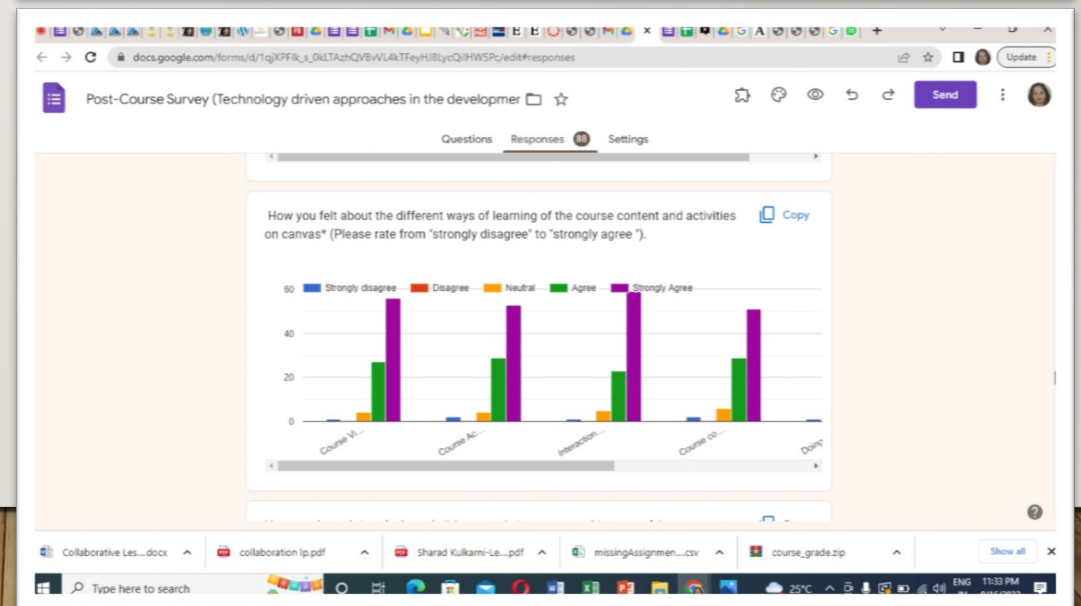 docs.google.com/forms/d/1qjXPFlk_s_0kLTAzhQVBvVL4kTFeyHJ8LycQilHW5Pc/edit#responses
Update
Post-Course Survey (Technology driven approaches in the developmer
Send
Questions Responses 88 Settings
How you felt about the different ways of learning of the course content and activities
on canvas* (Please rate from "strongly disagree" to "strongly agree ").
Copy
60 Strongly disagree Disagree Neutral Agree Strongly Agree
40
20
0
Course Vi... Course Ac... Interaction... Course co... Doing
Collaborative Les....docx collaboration lp.pdf Sharad Kulkarni-Le....pdf missingAssignmen....csv course_grade.zip Show all
Type here to search 25°C ENG 11:33 PM